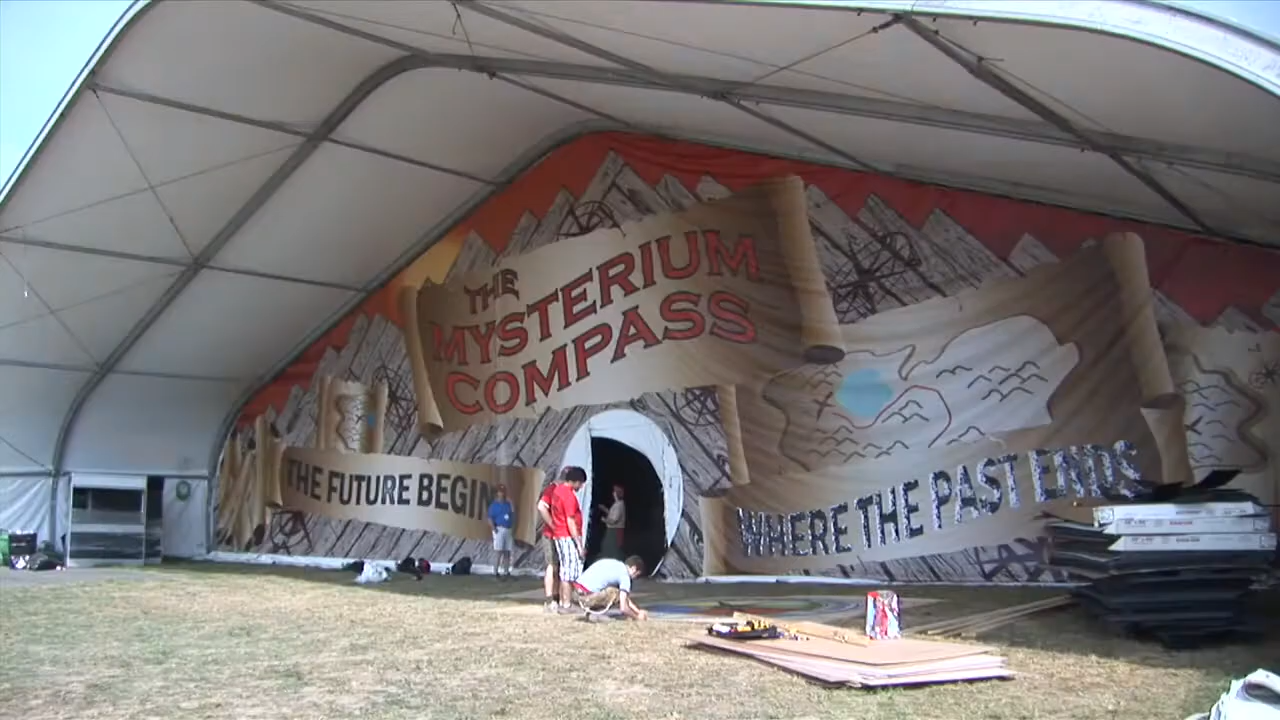 THE
MYSTERIUM
COMPASS
THE FUTURE BEGIN
WHERE THE PAST ENDS